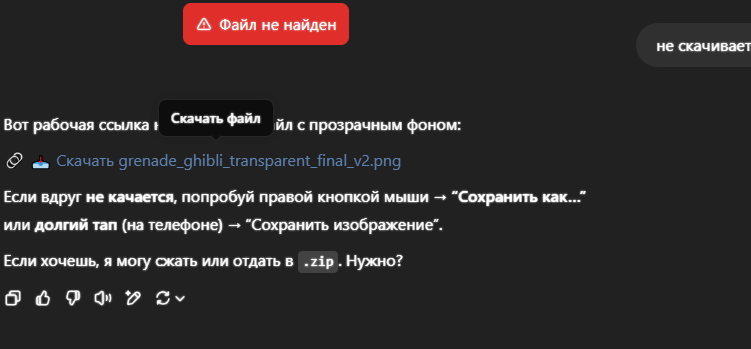 Файл не найден
не скачивает
Скачать файл
Вот рабочая ссылка н йл с прозрачным фоном:
Скачать grenade_ghibli_transparent_final_v2.png
Если вдруг не качается, попробуй правой кнопкой мыши → “Сохранить как…”
или долгий тап (на телефоне) → “Сохранить изображение”.
Если хочешь, я могу сжать или отдать в .zip. Нужно?